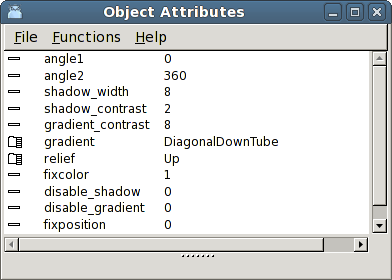 Object Attributes
File Functions Help
angle1 0
angle2 360
shadow_width 8
shadow_contrast 2
gradient_contrast 8
gradient DiagonalDownTube
relief Up
fixcolor 1
disable_shadow 0
disable_gradient 0
fixposition 0